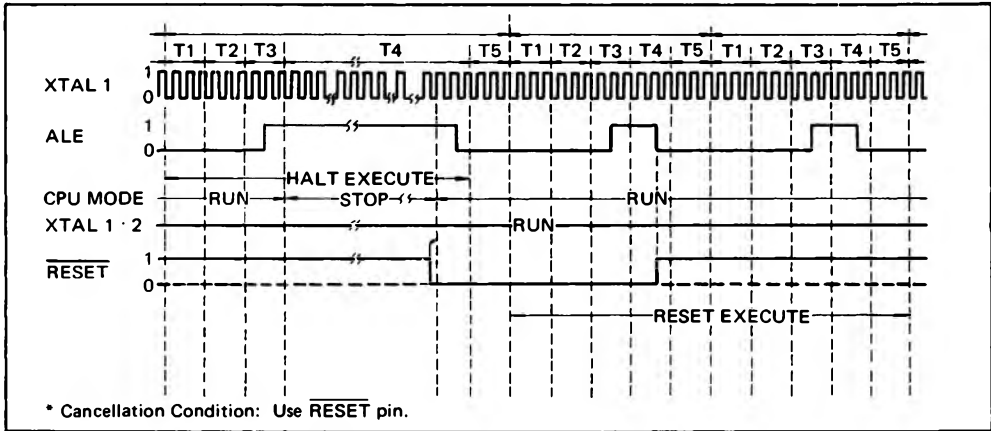 T1 T2 T3 T4 T5 T1 T2 T3 T4 T5 T1 T2 T3 T4 T5
XTAL 1 1 0
ALE 1 0
HALT EXECUTE
CPU MODE RUN STOP RUN
XTAL 1 · 2 RUN
RESET 1 0
RESET EXECUTE
* Cancellation Condition: Use RESET pin.